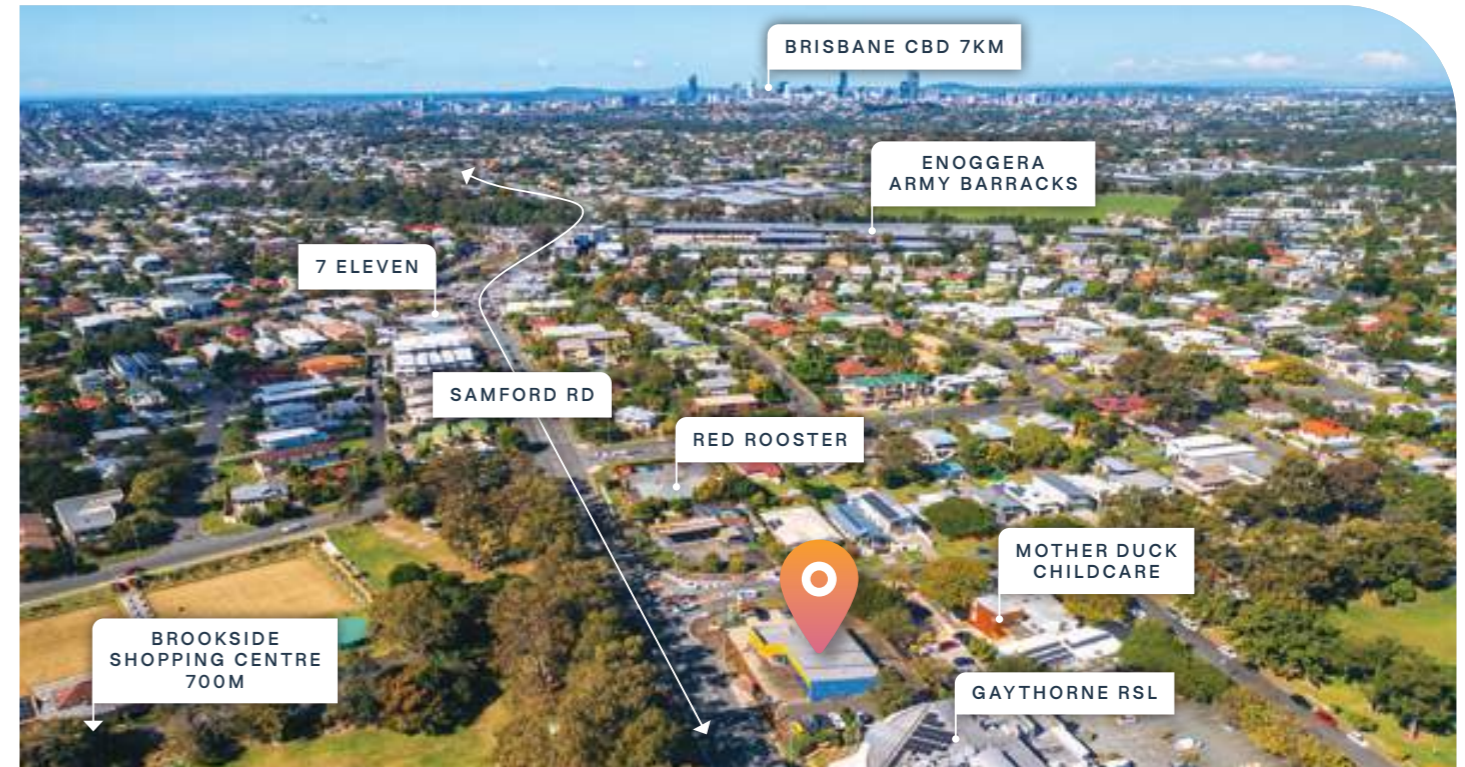 BRISBANE CBD 7KM
ENOGGERA
ARMY BARRACKS
7 ELEVEN
SAMFORD RD
RED ROOSTER
MOTHER DUCK
CHILDCARE
BROOKSIDE
SHOPPING CENTRE
700M
GAYTHORNE RSL